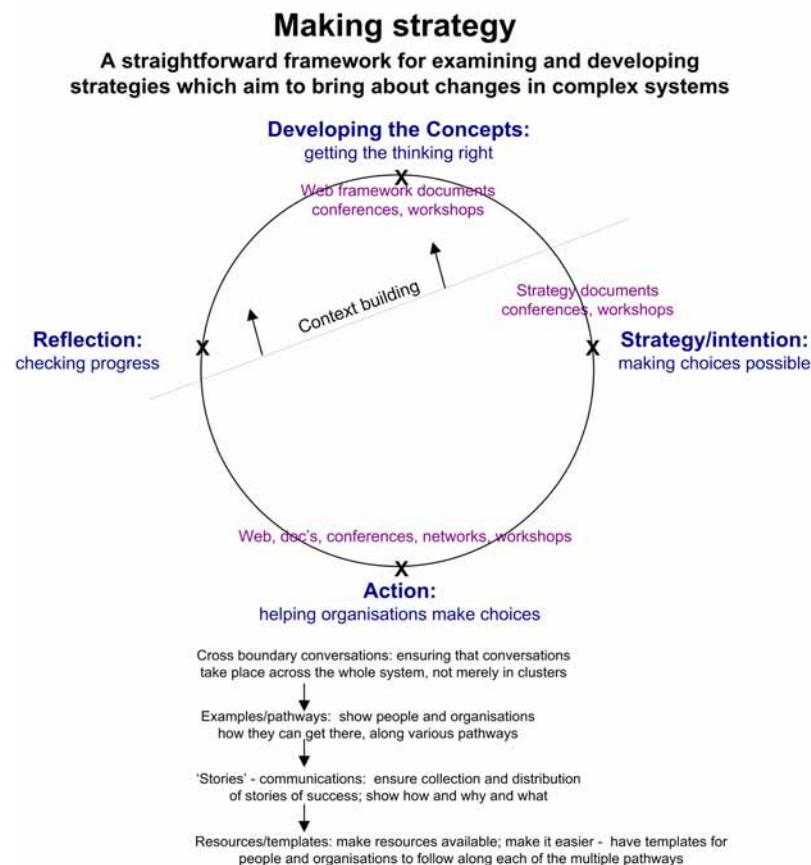 Making strategy
A straightforward framework for examining and developing
strategies which aim to bring about changes in complex systems
Developing the Concepts:
getting the thinking right
X
Web framework documents
conferences, workshops
Context building
Strategy documents
conferences, workshops
Reflection:
checking progress
X
X
Strategy/intention:
making choices possible
Web, doc's, conferences, networks, workshops
X
Action:
helping organisations make choices
Cross boundary conversations: ensuring that conversations
take place across the whole system, not merely in clusters
Examples/pathways: show people and organisations
how they can get there, along various pathways
'Stories' - communications: ensure collection and distribution
of stories of success; show how and why and what
Resources/templates: make resources available; make it easier - have templates for
people and organisations to follow along each of the multiple pathways